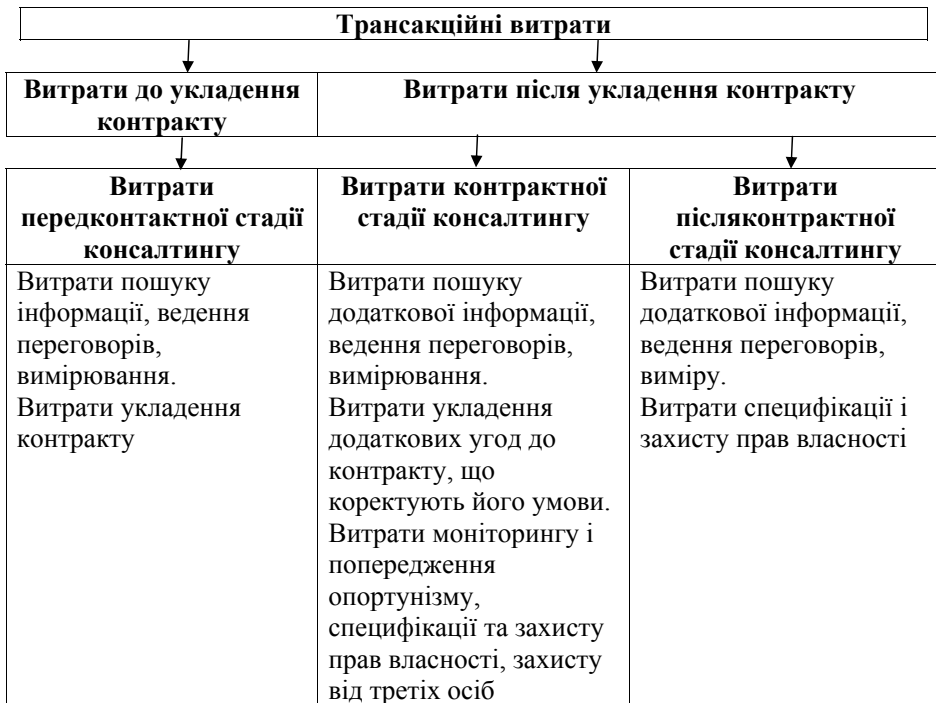 Трансакційні витрати
Витрати до укладення
контракту
Витрати після укладення контракту
Витрати
передконтактної стадії
консалтингу
Витрати контрактної
стадії консалтингу
Витрати
післяконтрактної
стадії консалтингу
Витрати пошуку
інформації, ведення
переговорів,
вимірювання.
Витрати укладення
контракту
Витрати пошуку
додаткової інформації,
ведення переговорів,
вимірювання.
Витрати укладення
додаткових угод до
контракту, що
коректують його умови.
Витрати моніторингу і
попередження
опортунізму,
специфікації та захисту
прав власності, захисту
від третіх осіб
Витрати пошуку
додаткової інформації,
ведення переговорів,
виміру.
Витрати специфікації і
захисту прав власності